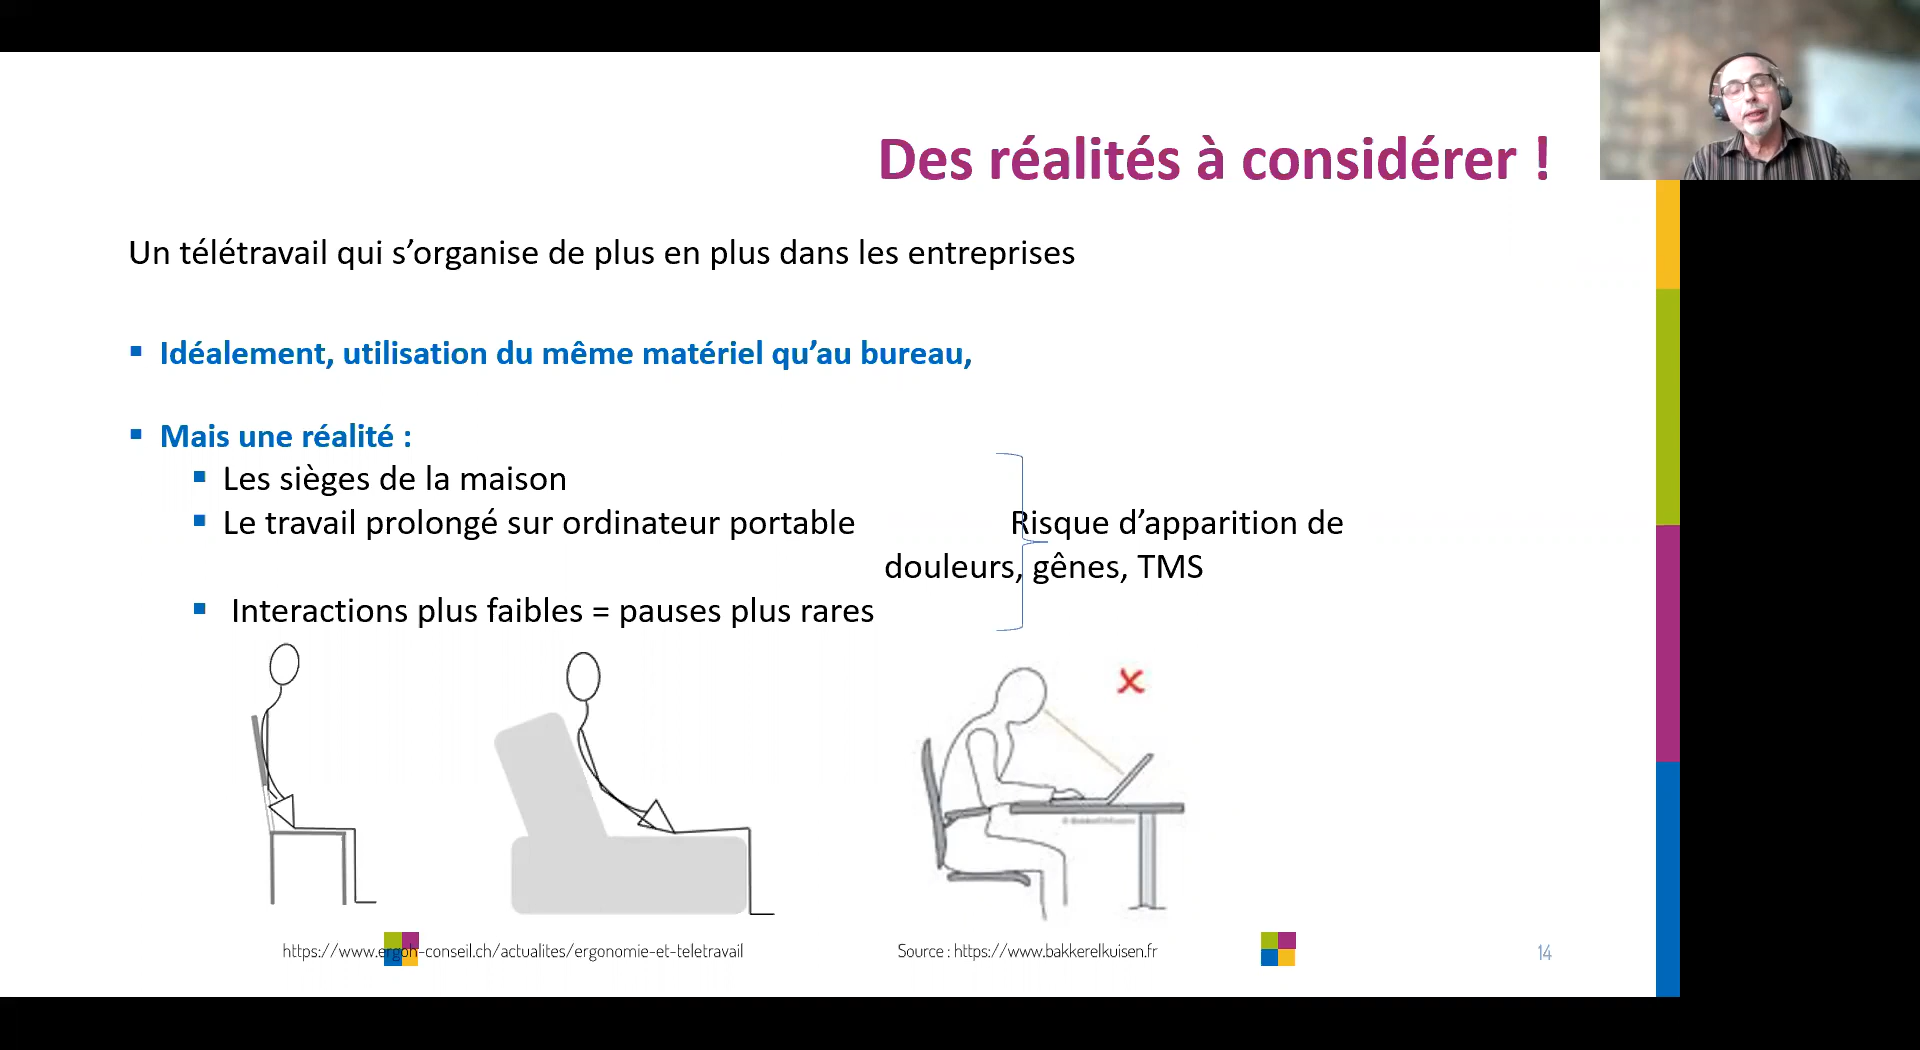 Des réalités à considérer !
Un télétravail qui s’organise de plus en plus dans les entreprises
Idéalement, utilisation du même matériel qu’au bureau,
Mais une réalité :
Les sièges de la maison
Le travail prolongé sur ordinateur portable Risque d’apparition de
douleurs, gênes, TMS
Interactions plus faibles = pauses plus rares
https://www.ergoh-conseil.ch/actualites/ergonomie-et-teletravail
Source : https://www.bakkerelkuisen.fr
14